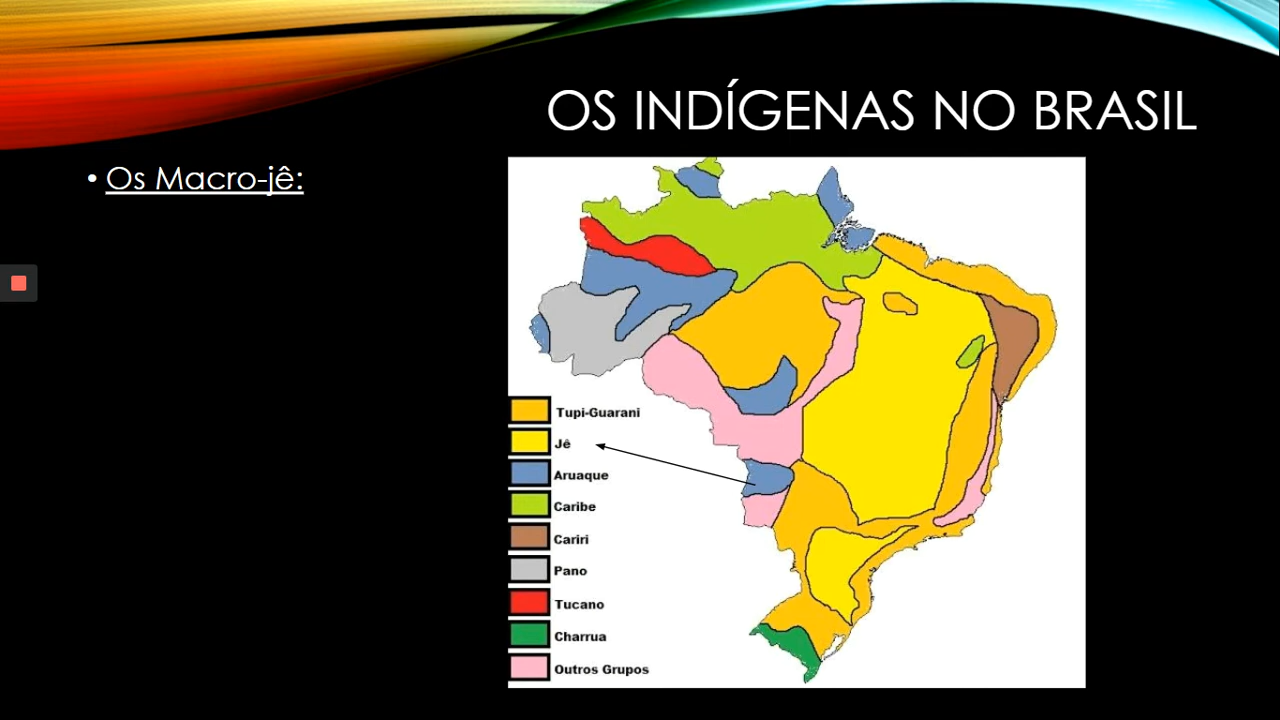 OS INDÍGENAS NO BRASIL
• Os Macro-jê:
Tupi-Guarani
Jê
Aruaque
Caribe
Cariri
Pano
Tucano
Charrua
Outros Grupos